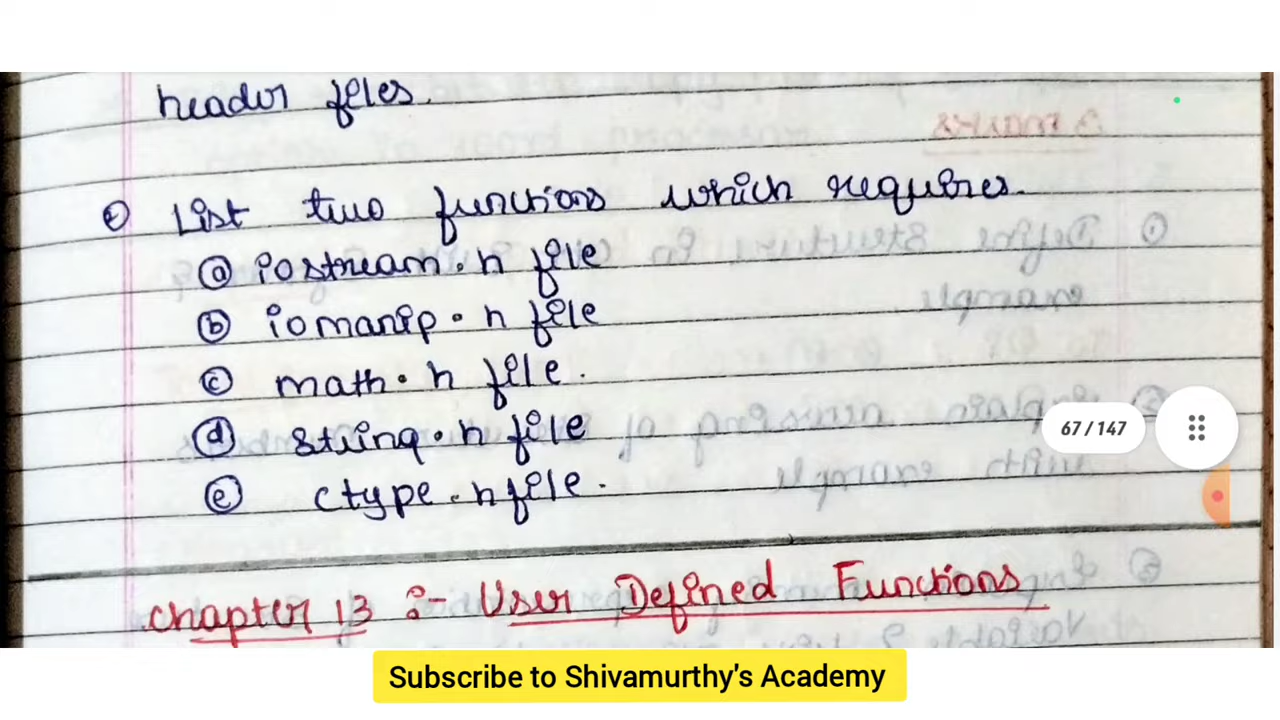 header files.
② List two functions which requires.
ⓐ iostream.h file
ⓑ iomanip.h file
ⓒ math.h file.
ⓓ string.h file
ⓔ ctype.h file.
67/147
chapter 13 :- User Defined Functions
Subscribe to Shivamurthy's Academy